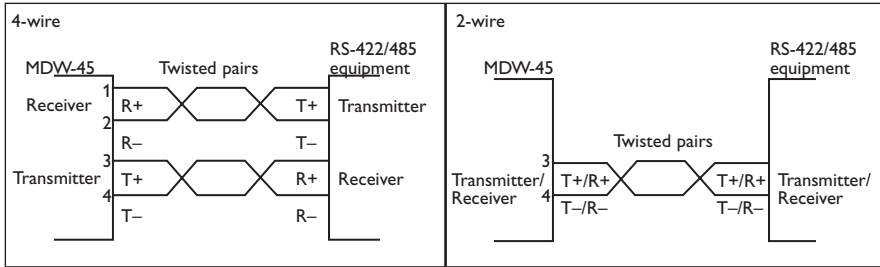 4-wire
MDW-45
Twisted pairs
RS-422/485
equipment
Receiver
1
R+
T+
Transmitter
2
R–
T–
3
Transmitter
T+
R+
Receiver
4
T–
R–
2-wire
MDW-45
RS-422/485
equipment
Twisted pairs
3
Transmitter/
Receiver
T+/R+
T+/R+
Transmitter/
Receiver
4
T–/R–
T–/R–